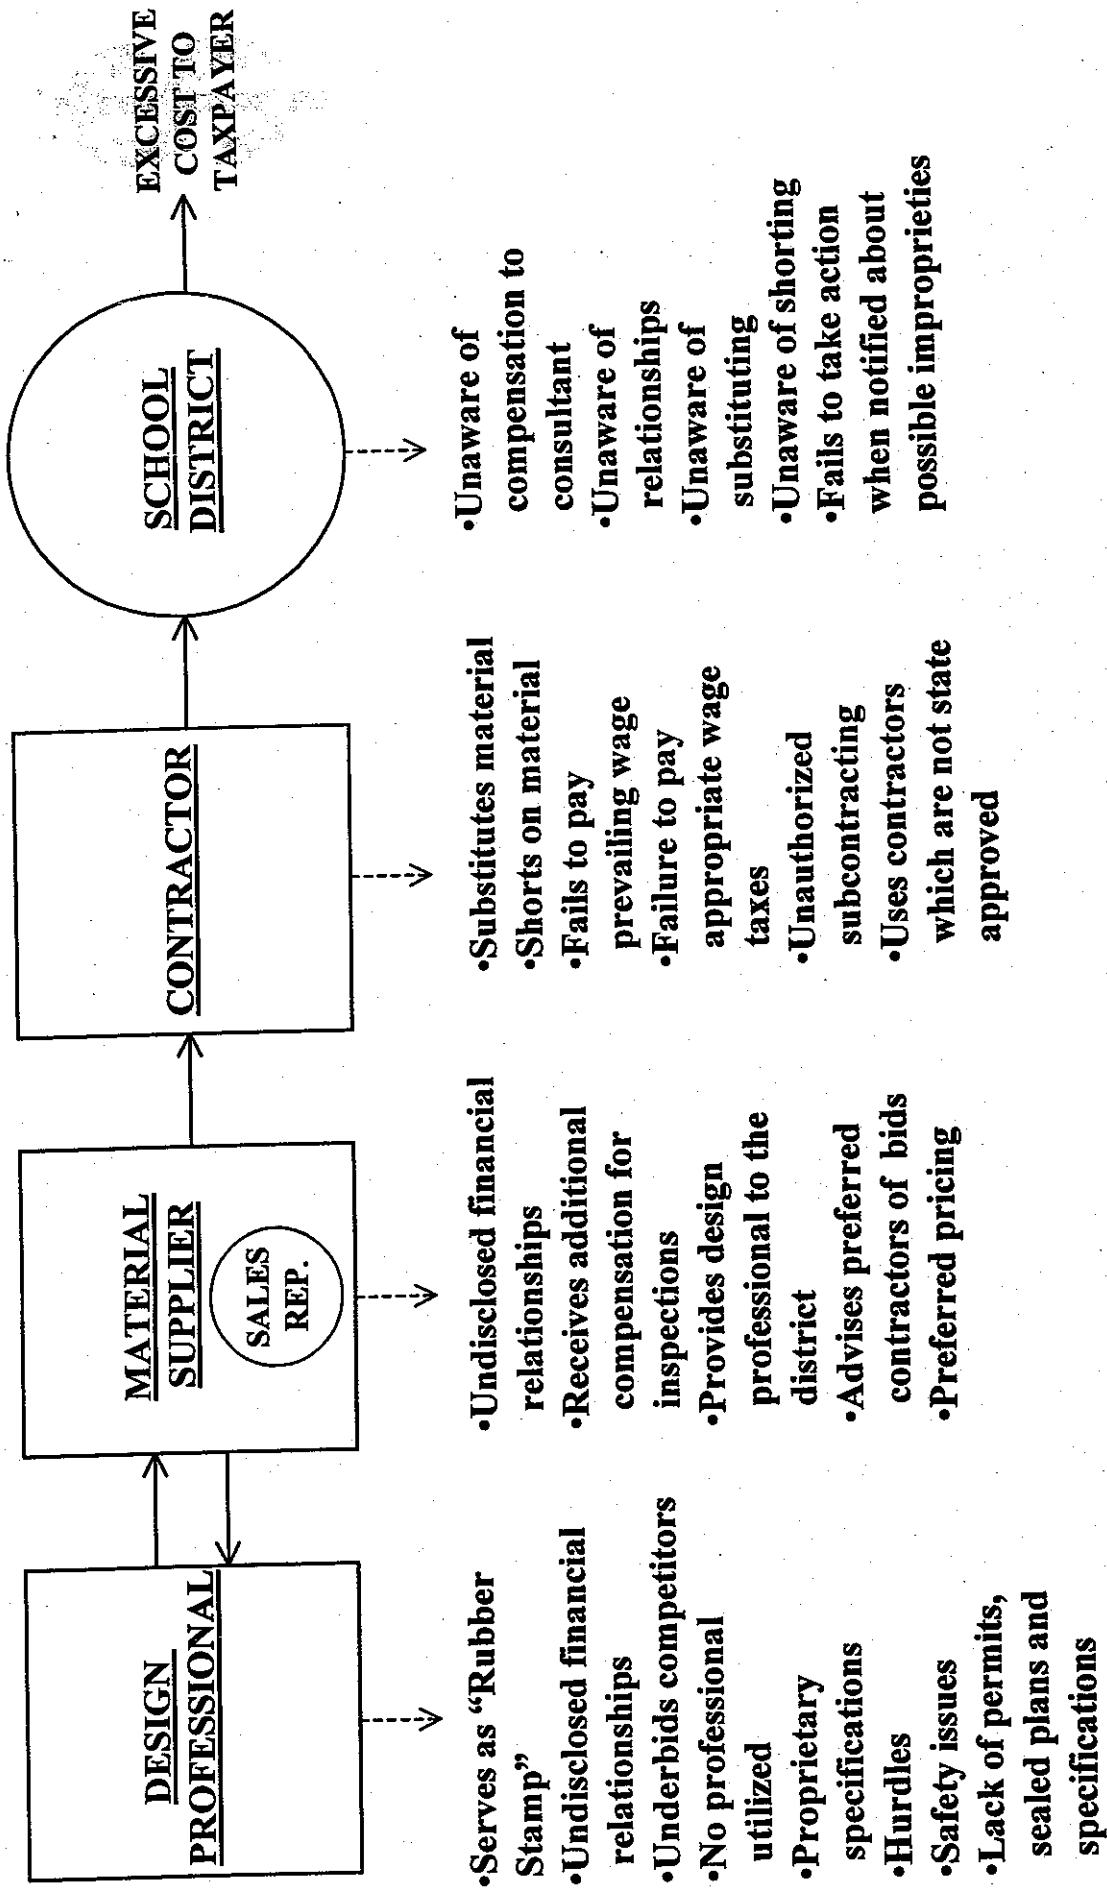 DESIGN
PROFESSIONAL
•Serves as “Rubber
Stamp”
•Undisclosed financial
relationships
•Underbids competitors
•No professional
utilized
•Proprietary
specifications
•Hurdles
•Safety issues
•Lack of permits,
sealed plans and
specifications
MATERIAL
SUPPLIER
SALES
REP.
•Undisclosed financial
relationships
•Receives additional
compensation for
inspections
•Provides design
professional to the
district
•Advises preferred
contractors of bids
•Preferred pricing
CONTRACTOR
•Substitutes material
•Shorts on material
•Fails to pay
prevailing wage
•Failure to pay
appropriate wage
taxes
•Unauthorized
subcontracting
•Uses contractors
which are not state
approved
SCHOOL
DISTRICT
•Unaware of
compensation to
consultant
•Unaware of
relationships
•Unaware of
substituting
•Unaware of shorting
•Fails to take action
when notified about
possible improprieties
EXCESSIVE
COST TO
TAXPAYER